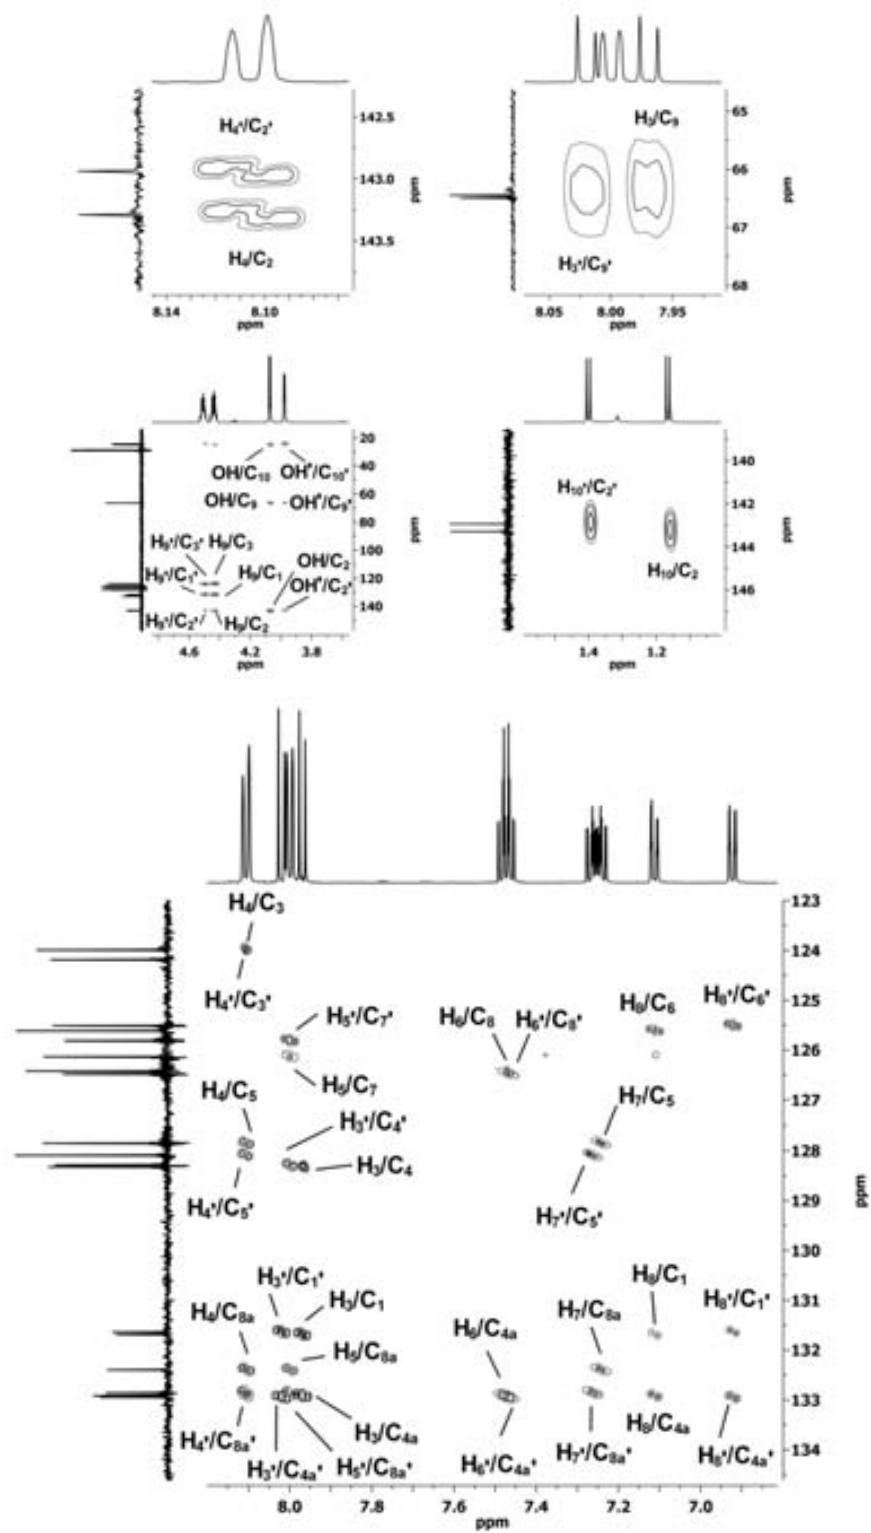 H₄'/C₂'
142.5
143.0
143.5
ppm
H₄/C₂
8.14
8.10
ppm
H₃/C₉
65
66
67
68
ppm
H₃'/C₉'
8.05
8.00
7.95
ppm
OH/C₁₀
OH'/C₁₀'
OH/C₉
OH'/C₉'
H₉'/C₃'
H₉/C₃
OH/C₂
H₉'/C₁'
H₉/C₁
OH'/C₂'
H₉'/C₂'
H₉/C₂
20
40
60
80
100
120
140
ppm
4.6
4.2
3.8
ppm
H₁₀'/C₂'
H₁₀/C₂
140
142
144
146
ppm
1.4
1.2
ppm
H₄/C₃
H₄'/C₃'
H₅'/C₇'
H₆/C₈
H₆'/C₈'
H₈/C₆
H₈'/C₆'
H₄/C₅
H₅/C₇
H₇/C₅
H₃'/C₄'
H₃/C₄
H₄'/C₅'
H₇'/C₅'
H₃'/C₁'
H₃/C₁
H₈/C₁
H₈'/C₁'
H₄/C₈ₐ
H₅/C₈ₐ
H₆/C₄ₐ
H₇/C₈ₐ
H₄'/C₈ₐ'
H₃/C₄ₐ
H₃'/C₄ₐ'
H₅'/C₈ₐ'
H₆'/C₄ₐ'
H₇'/C₈ₐ'
H₈/C₄ₐ
H₈'/C₄ₐ'
123
124
125
126
127
128
129
130
131
132
133
134
ppm
8.0
7.8
7.6
7.4
7.2
7.0
ppm